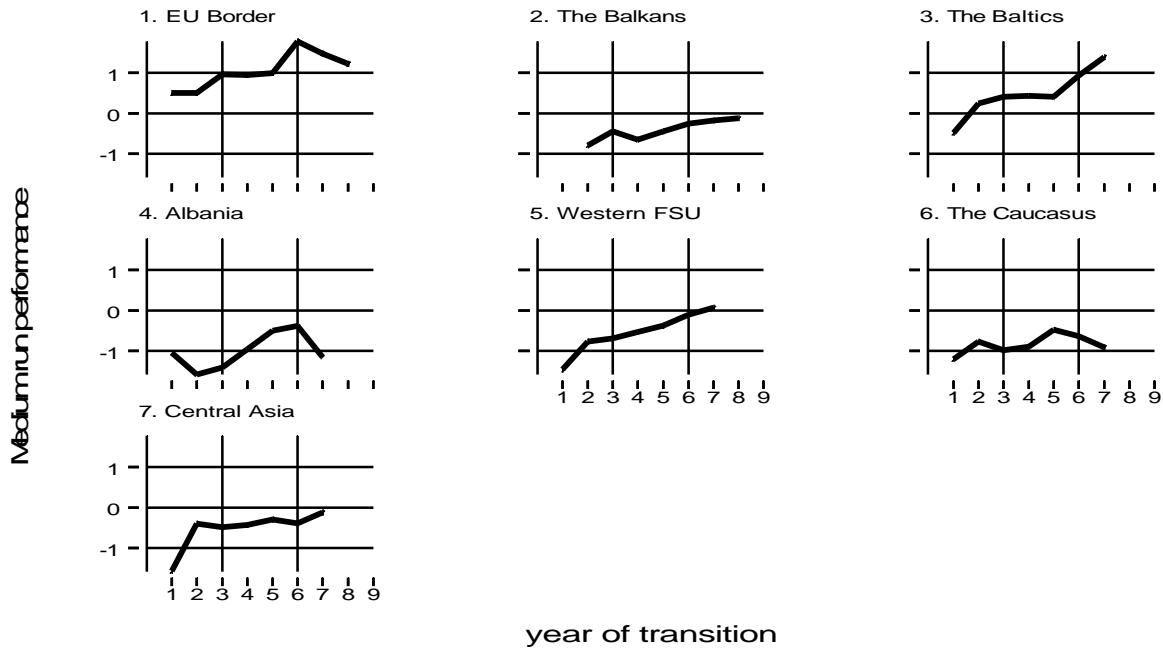 1. EU Border
2. The Balkans
3. The Baltics
1
0
-1
4. Albania
5. Western FSU
6. The Caucasus
1
0
-1
1 2 3 4 5 6 7 8 9
1 2 3 4 5 6 7 8 9
7. Central Asia
1
0
-1
1 2 3 4 5 6 7 8 9
Medium run performance
year of transition